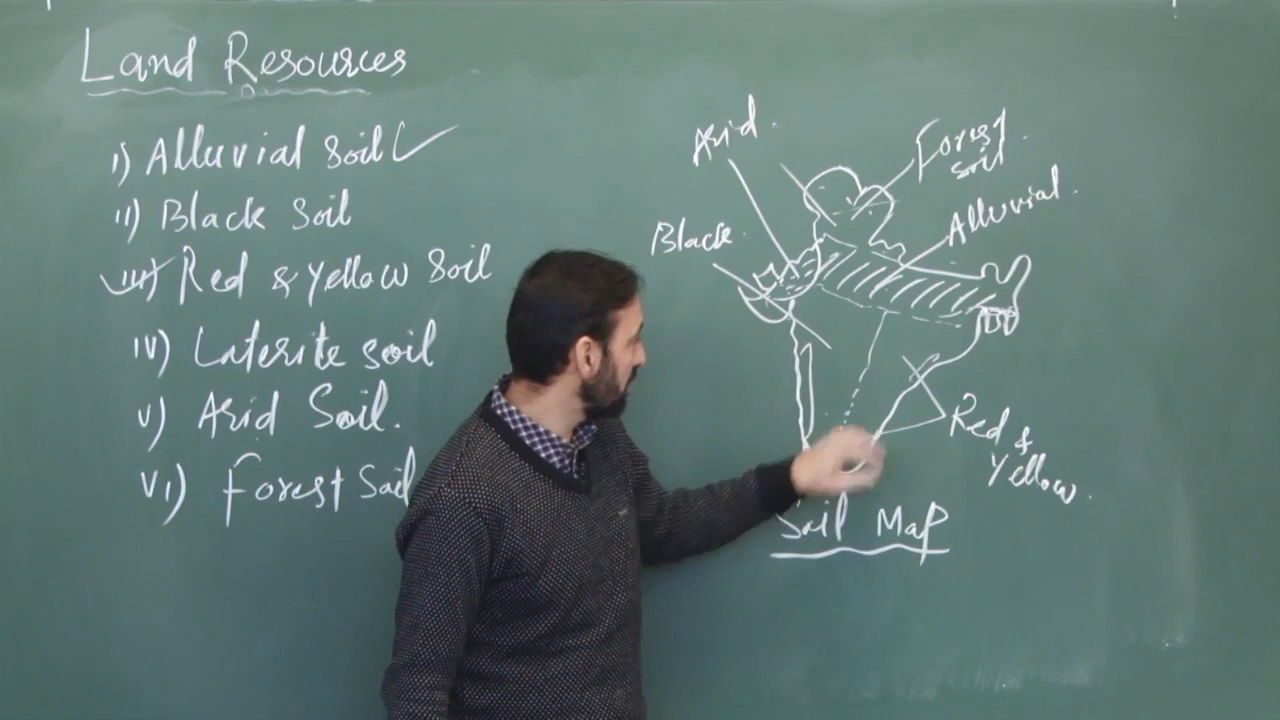 Land Resources
i) Alluvial Soil
ii) Black Soil
iii) Red & Yellow Soil
iv) Laterite Soil
v) Arid Soil.
vi) Forest Soil
Arid.
Forest
soil
Black.
Alluvial.
Red &
Yellow.
Soil Map